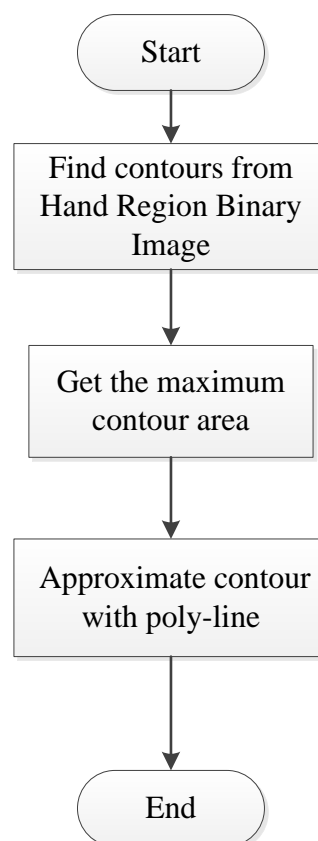 Start
Find contours from
Hand Region Binary
Image
Get the maximum
contour area
Approximate contour
with poly-line
End